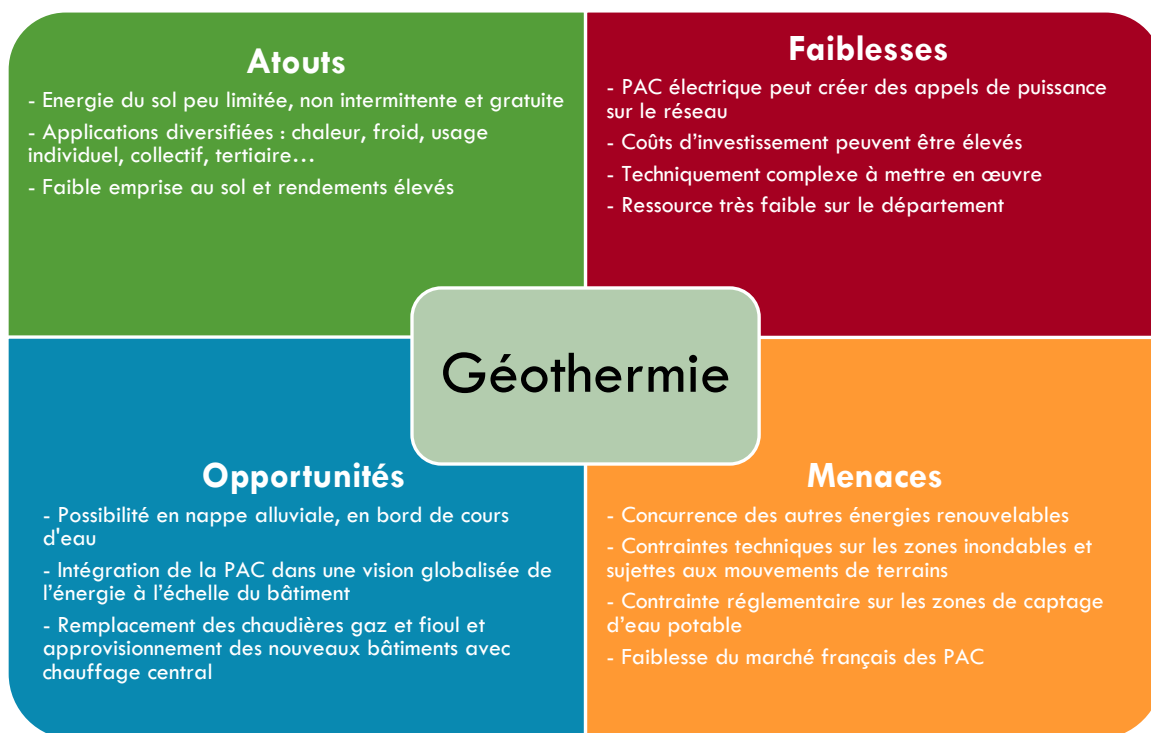 Atouts
- Energie du sol peu limitée, non intermittente et gratuite
- Applications diversifiées : chaleur, froid, usage
individuel, collectif, tertiaire…
- Faible emprise au sol et rendements élevés
Faiblesses
- PAC électrique peut créer des appels de puissance
sur le réseau
- Coûts d’investissement peuvent être élevés
- Techniquement complexe à mettre en œuvre
- Ressource très faible sur le département
Géothermie
Opportunités
- Possibilité en nappe alluviale, en bord de cours
d'eau
- Intégration de la PAC dans une vision globalisée de
l’énergie à l’échelle du bâtiment
- Remplacement des chaudières gaz et fioul et
approvisionnement des nouveaux bâtiments avec
chauffage central
Menaces
- Concurrence des autres énergies renouvelables
- Contraintes techniques sur les zones inondables et
sujettes aux mouvements de terrains
- Contrainte réglementaire sur les zones de captage
d’eau potable
- Faiblesse du marché français des PAC